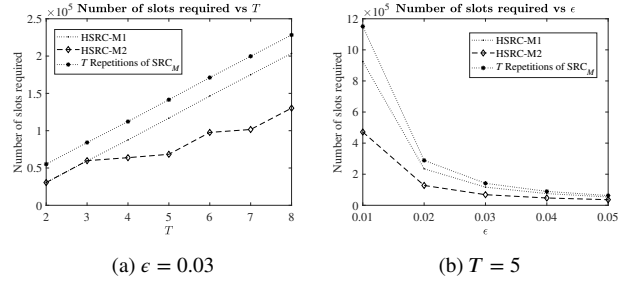 Number of slots required vs T
×10⁵
Number of slots required
2.5
2
1.5
1
0.5
0
HSRC-M1
HSRC-M2
T Repetitions of SRC_M
2 3 4 5 6 7 8
T
(a) ϵ = 0.03
Number of slots required vs ϵ
×10⁵
Number of slots required
12
10
8
6
4
2
0
HSRC-M1
HSRC-M2
T Repetitions of SRC_M
0.01 0.02 0.03 0.04 0.05
ϵ
(b) T = 5